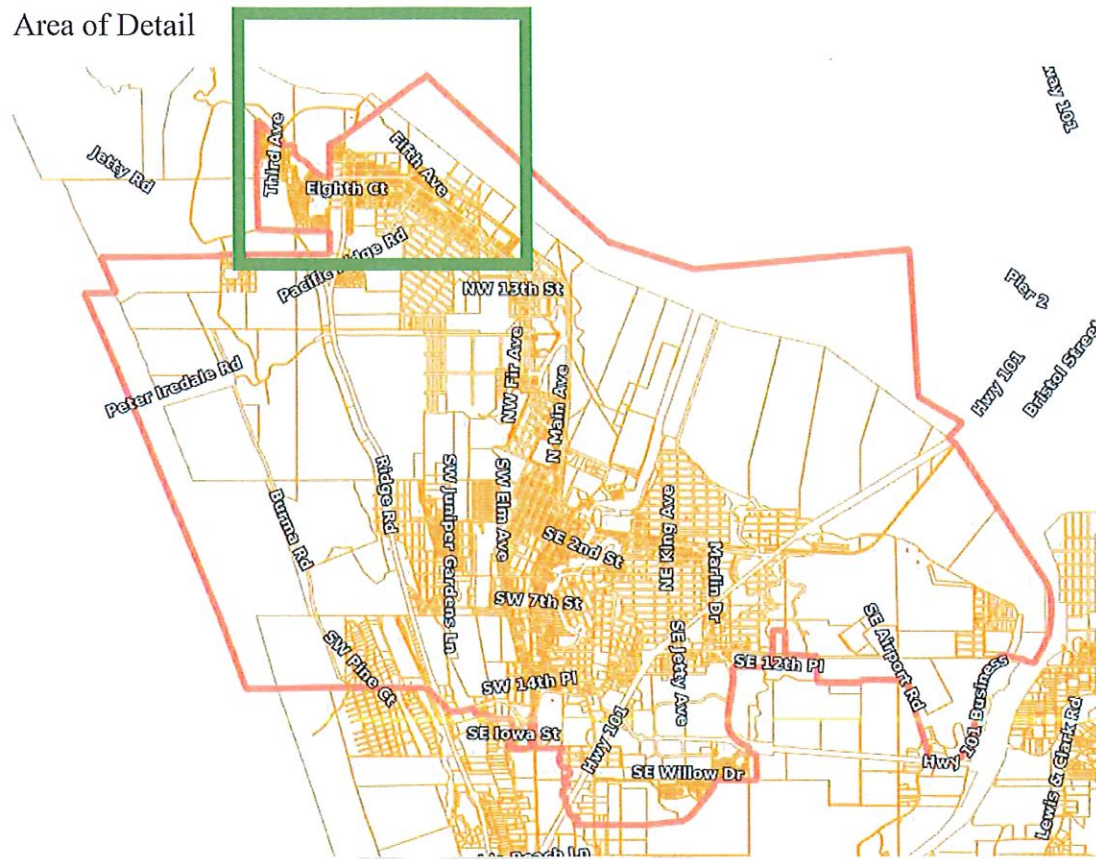 Area of Detail
way 101
Jetty Rd
Third Ave
Fifth Ave
Eighth Ct
Pacific Ridge Rd
NW 13th St
Pier 2
Hwy 101
Bristol Street
Peter Iredale Rd
NW Fir Ave
N Main Ave
Burma Rd
Ridge Rd
SW Juniper Gardens Ln
SW Elm Ave
SE 2nd St
NE King Ave
Marlin Dr
SW 7th St
SW Pine Ct
SW 14th Pl
SE Jetty Ave
SE 12th Pl
SE Airport Rd
Hwy 101 Business
SE Iowa St
Hwy 101
SE Willow Dr
Lewis & Clark Rd
Beach Ln